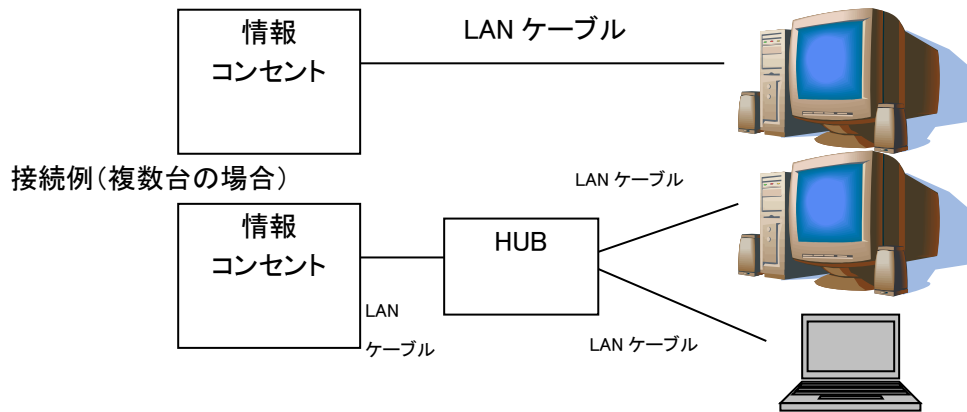 情報
コンセント
LAN ケーブル
接続例(複数台の場合)
LAN ケーブル
情報
コンセント
HUB
LAN
ケーブル
LAN ケーブル